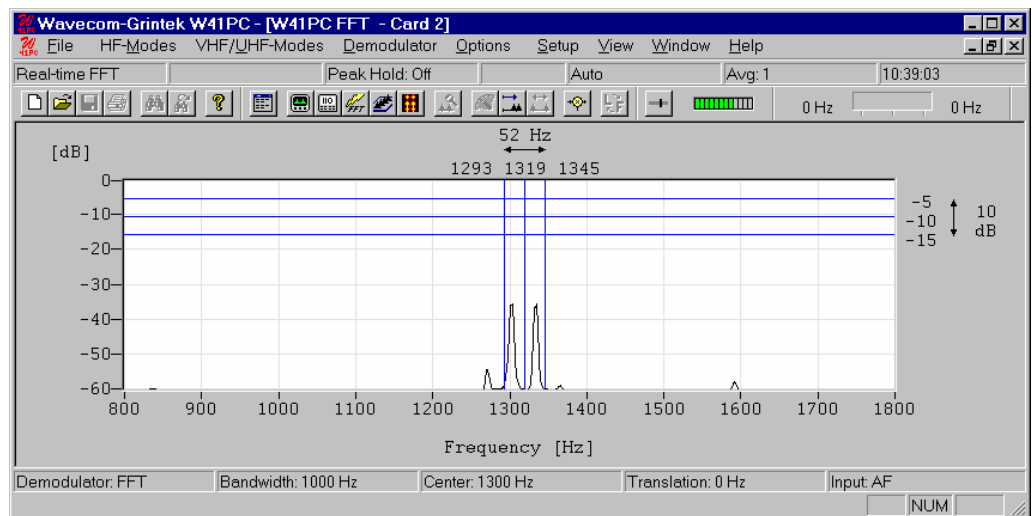 Wavecom-Grintek W41PC - [W41PC FFT - Card 2]
File HF-Modes VHF/UHF-Modes Demodulator Options Setup View Window Help
Real-time FFT Peak Hold: Off Auto Avg: 1 10:39:03
0 Hz 0 Hz
52 Hz
[dB]
1293 1319 1345
0
-10
-20
-30
-40
-50
-60
-5
-10
-15
10
dB
800 900 1000 1100 1200 1300 1400 1500 1600 1700 1800
Frequency [Hz]
Demodulator: FFT Bandwidth: 1000 Hz Center: 1300 Hz Translation: 0 Hz Input: AF
NUM